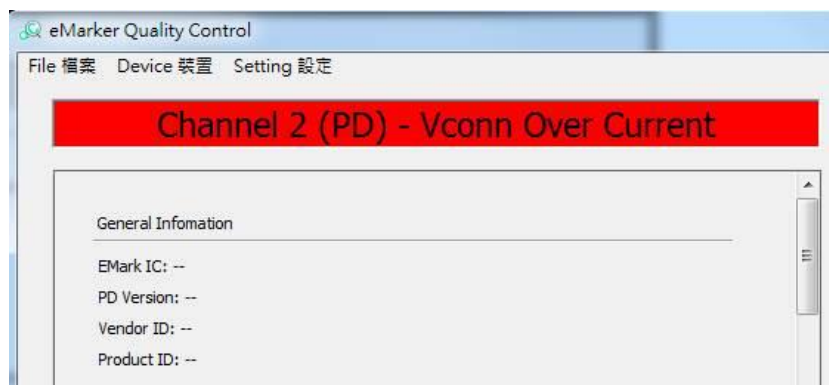 eMarker Quality Control
File 檔案 Device 裝置 Setting 設定
Channel 2 (PD) - Vconn Over Current
General Infomation
EMark IC: --
PD Version: --
Vendor ID: --
Product ID: --